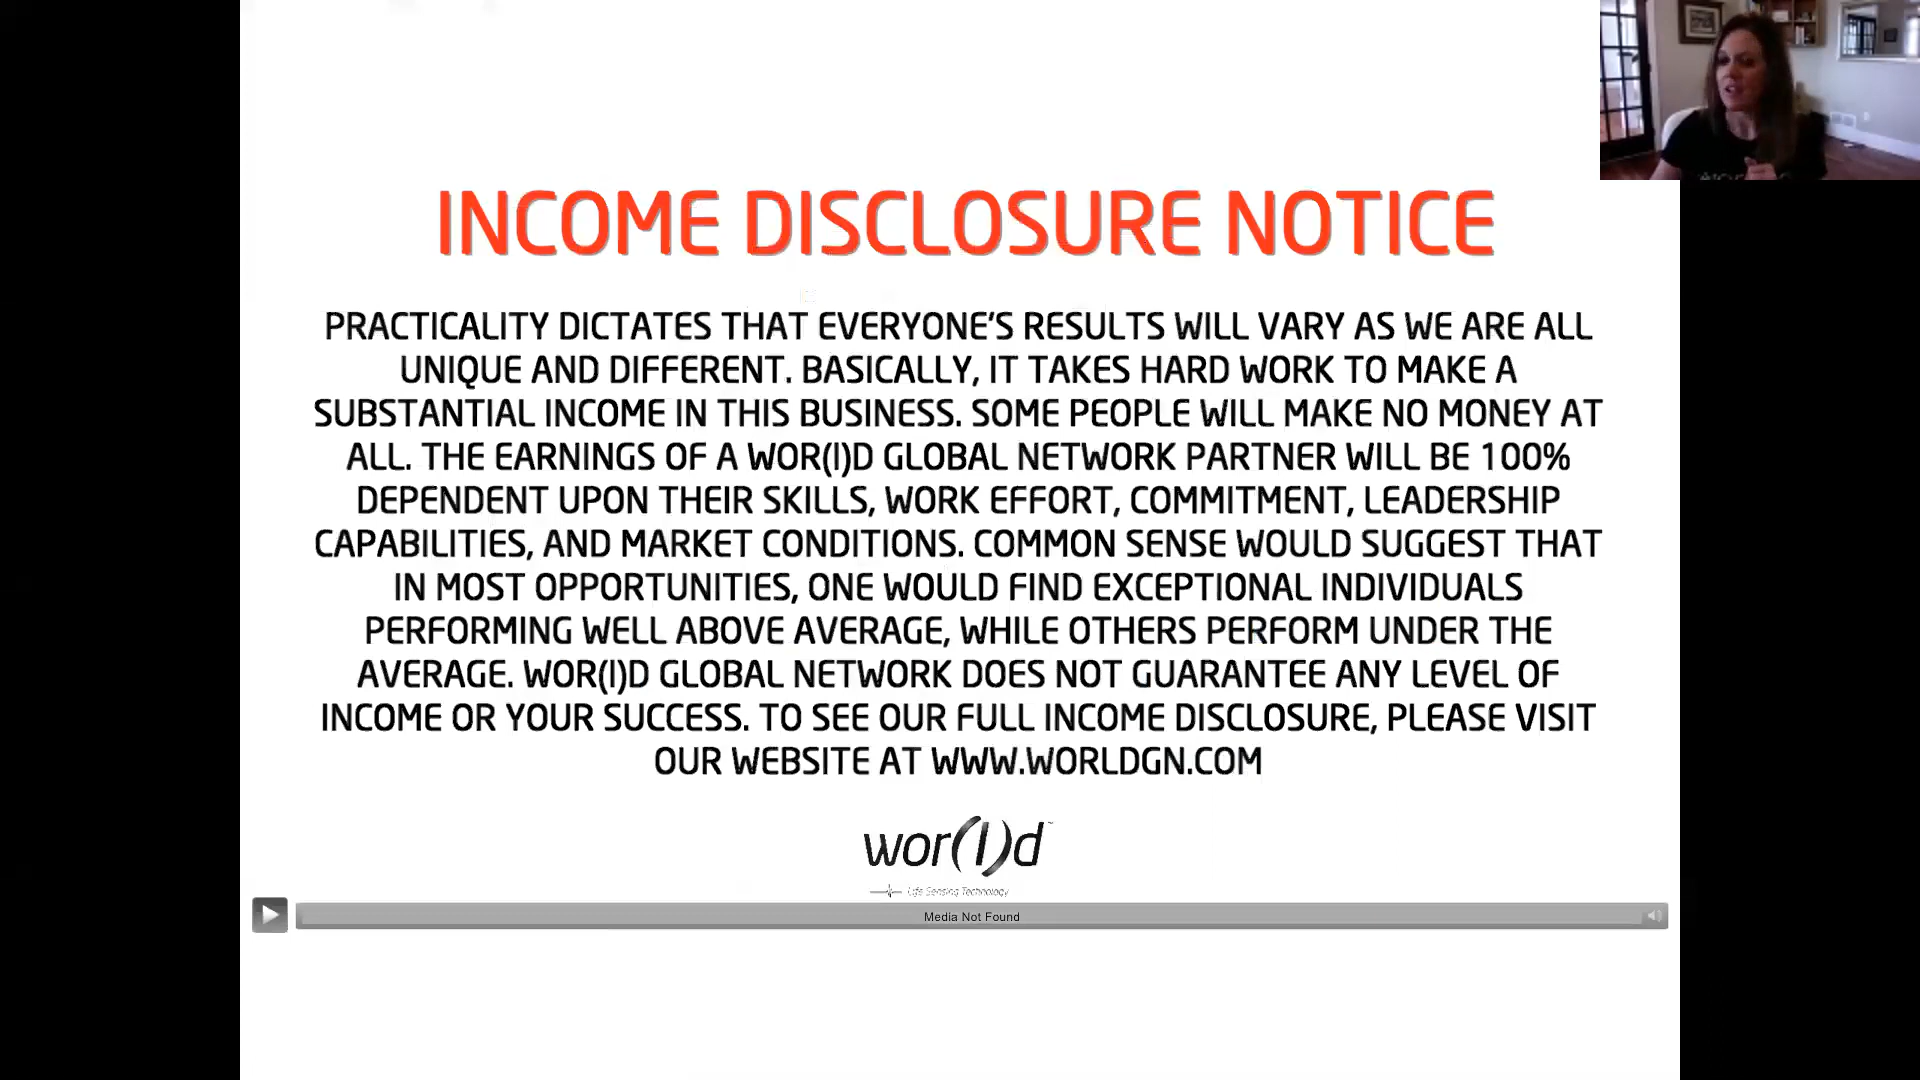 INCOME DISCLOSURE NOTICE
PRACTICALITY DICTATES THAT EVERYONE'S RESULTS WILL VARY AS WE ARE ALL
UNIQUE AND DIFFERENT. BASICALLY, IT TAKES HARD WORK TO MAKE A
SUBSTANTIAL INCOME IN THIS BUSINESS. SOME PEOPLE WILL MAKE NO MONEY AT
ALL. THE EARNINGS OF A WOR(I)D GLOBAL NETWORK PARTNER WILL BE 100%
DEPENDENT UPON THEIR SKILLS, WORK EFFORT, COMMITMENT, LEADERSHIP
CAPABILITIES, AND MARKET CONDITIONS. COMMON SENSE WOULD SUGGEST THAT
IN MOST OPPORTUNITIES, ONE WOULD FIND EXCEPTIONAL INDIVIDUALS
PERFORMING WELL ABOVE AVERAGE, WHILE OTHERS PERFORM UNDER THE
AVERAGE. WOR(I)D GLOBAL NETWORK DOES NOT GUARANTEE ANY LEVEL OF
INCOME OR YOUR SUCCESS. TO SEE OUR FULL INCOME DISCLOSURE, PLEASE VISIT
OUR WEBSITE AT WWW.WORLDGN.COM
wor(l)d
Life Sensing Technology
Media Not Found